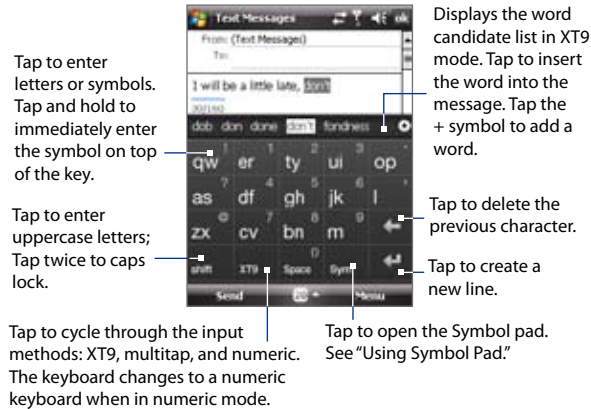 Text Messages
ok
From: (Text Messages)
To:
I will be a little late, don't
dob don done don't fondness
qw er ty ui op
as df gh jk l
zx cv bn m
shift XT9 Space Sym
Send Menu
Tap to enter
letters or symbols.
Tap and hold to
immediately enter
the symbol on top
of the key.
Tap to enter
uppercase letters;
Tap twice to caps
lock.
Displays the word
candidate list in XT9
mode. Tap to insert
the word into the
message. Tap the
+ symbol to add a
word.
Tap to delete the
previous character.
Tap to create a
new line.
Tap to cycle through the input
methods: XT9, multitap, and numeric.
The keyboard changes to a numeric
keyboard when in numeric mode.
Tap to open the Symbol pad.
See “Using Symbol Pad.”